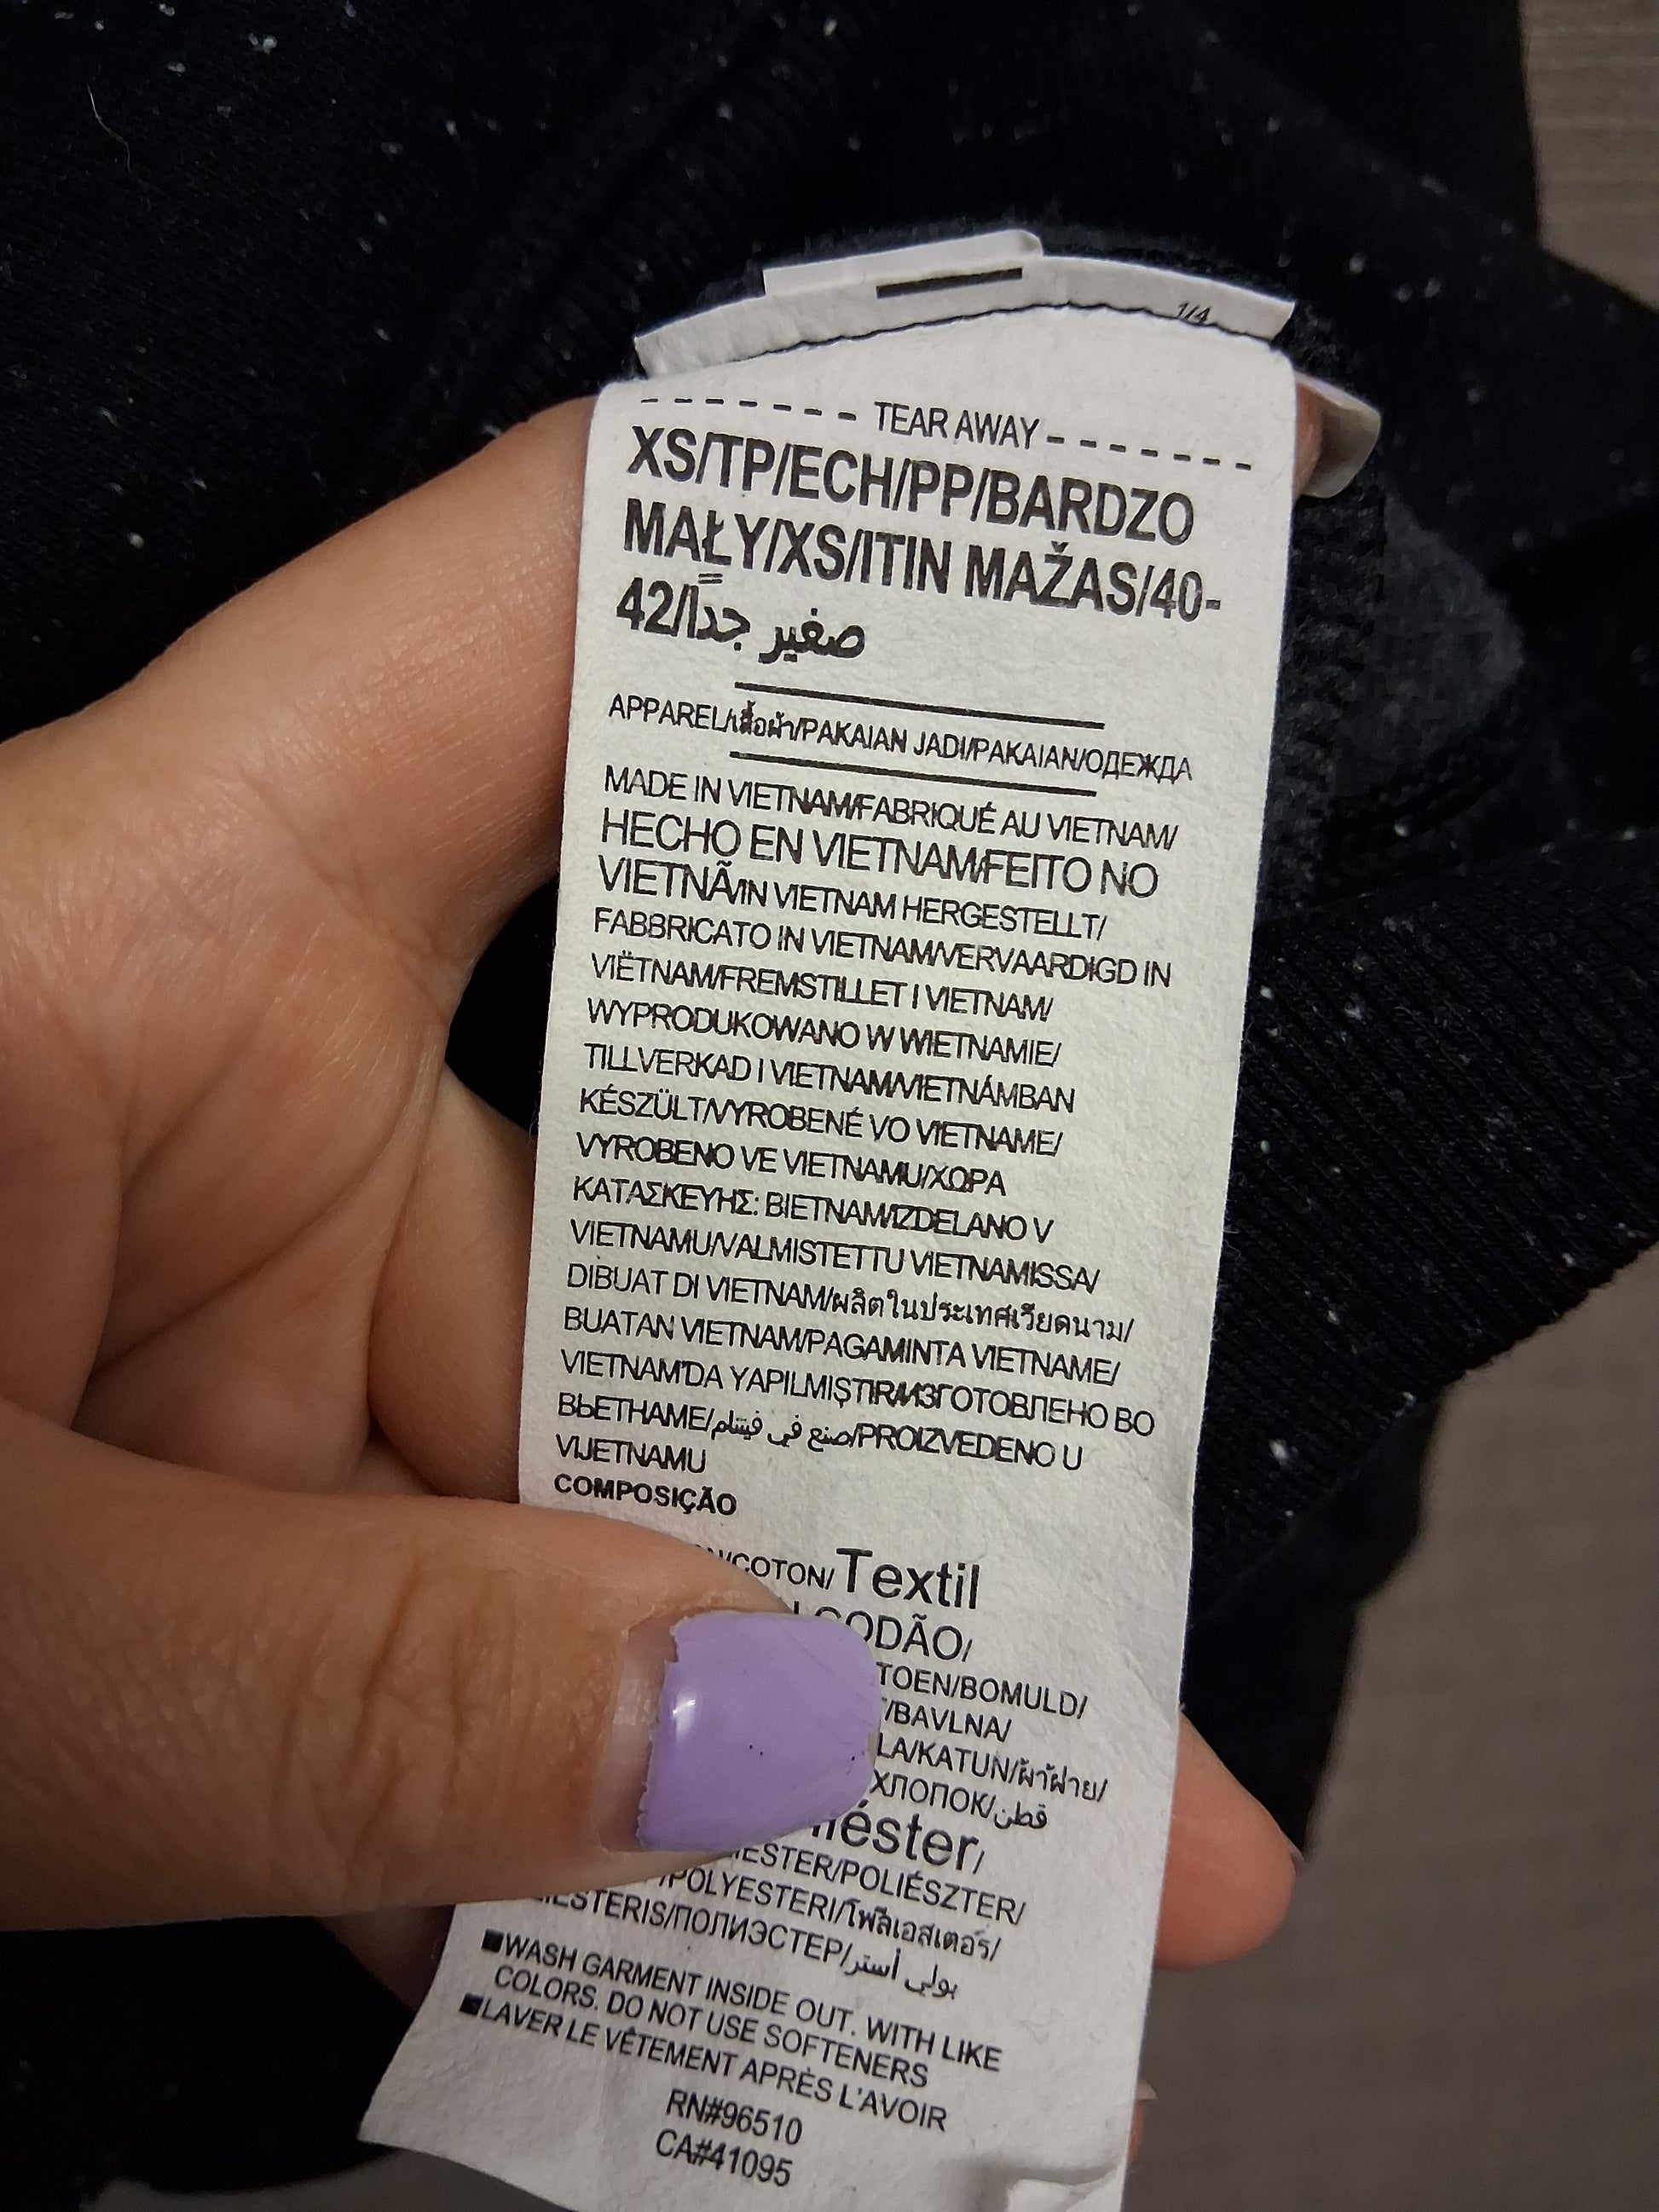 1/4
TEAR AWAY
XS/TP/ECH/PP/BARDZO
MAŁY/XS/ITIN MAŽAS/40-
42/صغير جدًا
APPAREL/เสื้อผ้า/PAKAIAN JADI/PAKAIAN/ОДЕЖДА
MADE IN VIETNAM/FABRIQUÉ AU VIETNAM/
HECHO EN VIETNAM/FEITO NO
VIETNÃ/IN VIETNAM HERGESTELLT/
FABBRICATO IN VIETNAM/VERVAARDIGD IN
VIËTNAM/FREMSTILLET I VIETNAM/
WYPRODUKOWANO W WIETNAMIE/
TILLVERKAD I VIETNAM/VIETNÁMBAN
KÉSZÜLT/VYROBENÉ VO VIETNAME/
VYROBENO VE VIETNAMU/ΧΩΡΑ
ΚΑΤΑΣΚΕΥΗΣ: ΒΙΕΤΝΑΜ/IZDELANO V
VIETNAMU/VALMISTETTU VIETNAMISSA/
DIBUAT DI VIETNAM/ผลิตในประเทศเวียดนาม/
BUATAN VIETNAM/PAGAMINTA VIETNAME/
VIETNAM'DA YAPILMIŞTIR/ИЗГОТОВЛЕНО ВО
ВЬЕТНАМЕ/صنع في فيتنام/PROIZVEDENO U
VIJETNAMU
COMPOSIÇÃO
/COTON/Textil
ODÃO/
TOEN/BOMULD/
/BAVLNA/
LA/KATUN/ผ้าฝ้าย/
ХЛОПОК/قطن
iéster/
IESTER/POLIÉSZTER/
/POLYESTERI/โพลีเอสเตอร์/
IESTERIS/ПОЛИЭСТЕР/بولي أستر
■WASH GARMENT INSIDE OUT. WITH LIKE
COLORS. DO NOT USE SOFTENERS
■LAVER LE VÊTEMENT APRÈS L'AVOIR
RN#96510
CA#41095